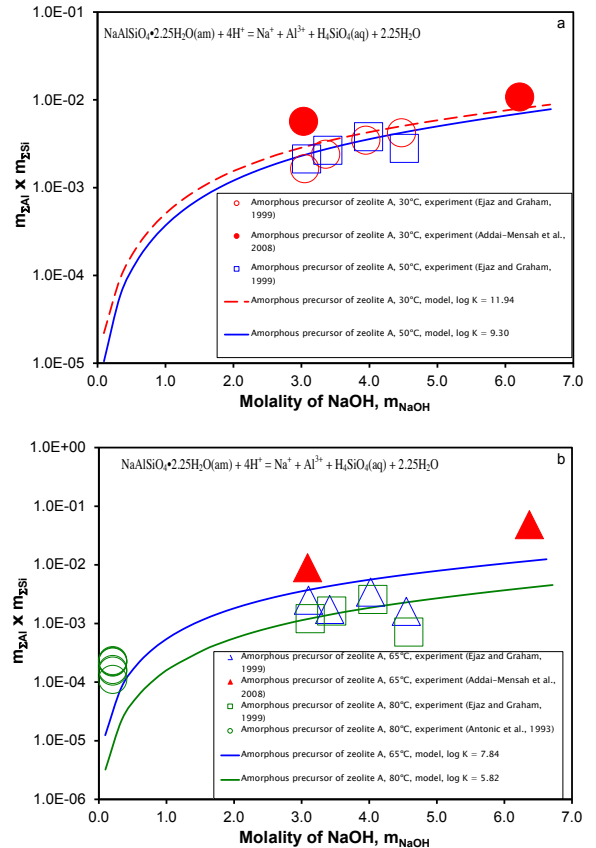 1.0E-01
a
NaAlSiO₄•2.25H₂O(am) + 4H⁺ = Na⁺ + Al³⁺ + H₄SiO₄(aq) + 2.25H₂O
1.0E-02
1.0E-03
1.0E-04
1.0E-05
m_ΣAl x m_ΣSi
Amorphous precursor of zeolite A, 30°C, experiment (Ejaz and Graham,
1999)
Amorphous precursor of zeolite A, 30°C, experiment (Addai-Mensah et al.,
2008)
Amorphous precursor of zeolite A, 50°C, experiment (Ejaz and Graham,
1999)
Amorphous precursor of zeolite A, 30°C, model, log K = 11.94
Amorphous precursor of zeolite A, 50°C, model, log K = 9.30
0.0 1.0 2.0 3.0 4.0 5.0 6.0 7.0
Molality of NaOH, m_NaOH
1.0E+00
b
NaAlSiO₄•2.25H₂O(am) + 4H⁺ = Na⁺ + Al³⁺ + H₄SiO₄(aq) + 2.25H₂O
1.0E-01
1.0E-02
1.0E-03
1.0E-04
1.0E-05
1.0E-06
m_ΣAl x m_ΣSi
Amorphous precursor of zeolite A, 65°C, experiment (Ejaz and Graham,
1999)
Amorphous precursor of zeolite A, 65°C, experiment (Addai-Mensah et al.,
2008)
Amorphous precursor of zeolite A, 80°C, experiment (Ejaz and Graham,
1999)
Amorphous precursor of zeolite A, 80°C, experiment (Antonic et al., 1993)
Amorphous precursor of zeolite A, 65°C, model, log K = 7.84
Amorphous precursor of zeolite A, 80°C, model, log K = 5.82
0.0 1.0 2.0 3.0 4.0 5.0 6.0 7.0
Molality of NaOH, m_NaOH